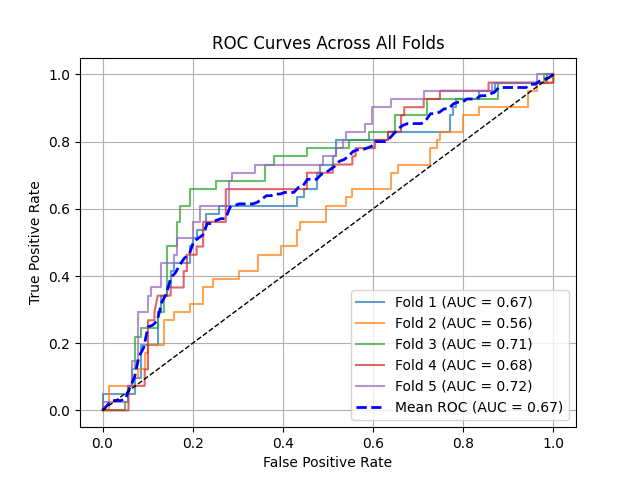 ROC Curves Across All Folds
True Positive Rate
1.0
0.8
0.6
0.4
0.2
0.0
0.0 0.2 0.4 0.6 0.8 1.0
False Positive Rate
Fold 1 (AUC = 0.67)
Fold 2 (AUC = 0.56)
Fold 3 (AUC = 0.71)
Fold 4 (AUC = 0.68)
Fold 5 (AUC = 0.72)
Mean ROC (AUC = 0.67)